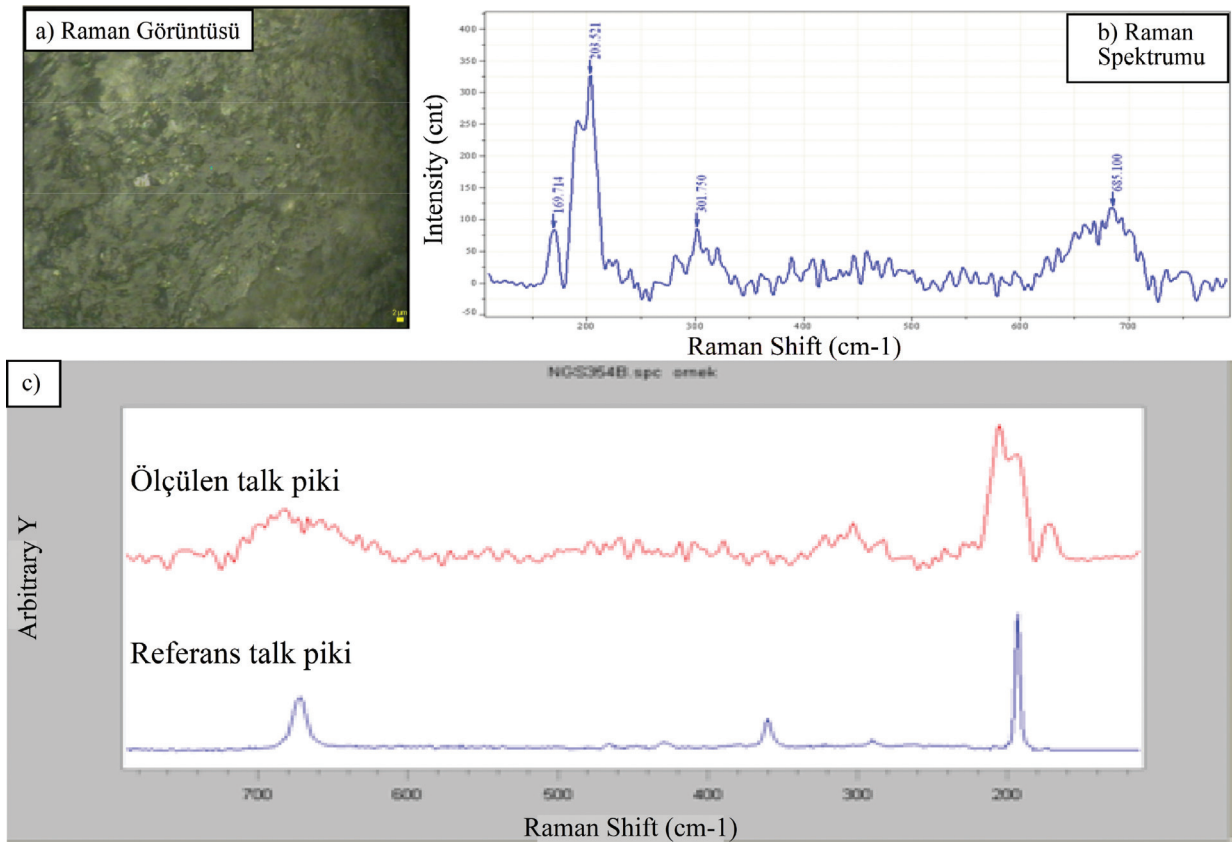 a) Raman Görüntüsü
2 µm
b) Raman
Spektrumu
Intensity (cnt)
400
350
300
250
200
150
100
50
0
-50
169.714
203.521
301.750
685.100
200
300
400
500
600
700
Raman Shift (cm-1)
c)
NGS354B.spc ornek
Ölçülen talk piki
Referans talk piki
Arbitrary Y
700
600
500
400
300
200
Raman Shift (cm-1)